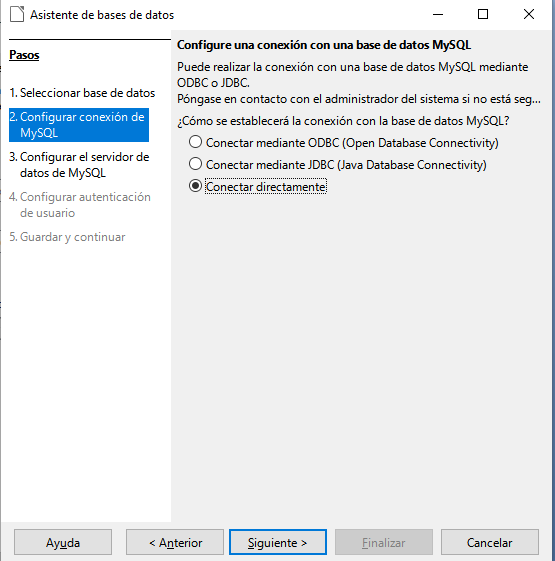 Asistente de bases de datos
Pasos
1. Seleccionar base de datos
2. Configurar conexión de
MySQL
3. Configurar el servidor de
datos de MySQL
4. Configurar autenticación
de usuario
5. Guardar y continuar
Configure una conexión con una base de datos MySQL
Puede realizar la conexión con una base de datos MySQL mediante
ODBC o JDBC.
Póngase en contacto con el administrador del sistema si no está seg...
¿Cómo se establecerá la conexión con la base de datos MySQL?
Conectar mediante ODBC (Open Database Connectivity)
Conectar mediante JDBC (Java Database Connectivity)
Conectar directamente
Ayuda
< Anterior
Siguiente >
Finalizar
Cancelar